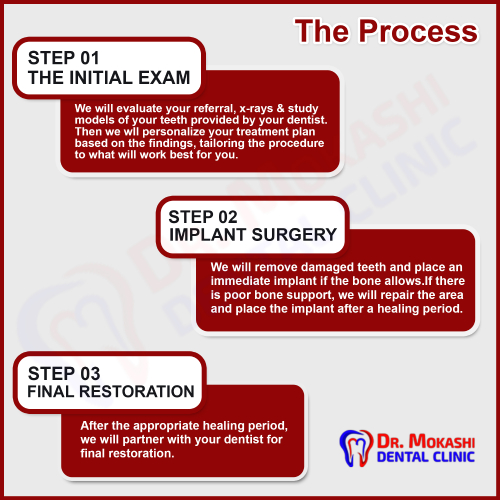 The Process
STEP 01
THE INITIAL EXAM
We will evaluate your referral, x-rays & study
models of your teeth provided by your dentist.
Then we will personalize your treatment plan
based on the findings, tailoring the procedure
to what will work best for you.
STEP 02
IMPLANT SURGERY
We will remove damaged teeth and place an
immediate implant if the bone allows.If there
is poor bone support, we will repair the area
and place the implant after a healing period.
STEP 03
FINAL RESTORATION
After the appropriate healing period,
we will partner with your dentist for
final restoration.
DR. MOKASHI
DENTAL CLINIC
DR. MOKASHI
DENTAL CLINIC